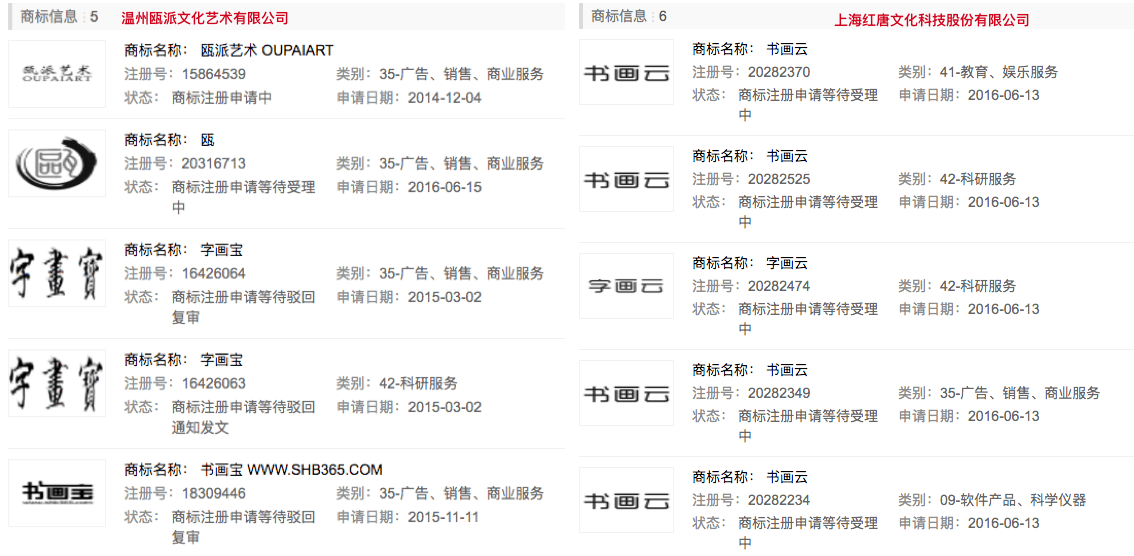 商标信息 5 温州瓯派文化艺术有限公司
瓯派艺术
OUPAIART
商标名称： 瓯派艺术 OUPAIART
注册号：15864539 类别：35-广告、销售、商业服务
状态： 商标注册申请中 申请日期：2014-12-04
商标名称： 瓯
注册号：20316713 类别：35-广告、销售、商业服务
状态： 商标注册申请等待受理 申请日期：2016-06-15
中
字畫寶
商标名称： 字画宝
注册号：16426064 类别：35-广告、销售、商业服务
状态： 商标注册申请等待驳回 申请日期：2015-03-02
复审
字畫寶
商标名称： 字画宝
注册号：16426063 类别：42-科研服务
状态： 商标注册申请等待驳回 申请日期：2015-03-02
通知发文
书画宝
商标名称： 书画宝 WWW.SHB365.COM
注册号：18309446 类别：35-广告、销售、商业服务
状态： 商标注册申请等待驳回 申请日期：2015-11-11
复审
商标信息 6 上海红唐文化科技股份有限公司
书画云
商标名称： 书画云
注册号：20282370 类别：41-教育、娱乐服务
状态： 商标注册申请等待受理 申请日期：2016-06-13
中
书画云
商标名称： 书画云
注册号：20282525 类别：42-科研服务
状态： 商标注册申请等待受理 申请日期：2016-06-13
中
字画云
商标名称： 字画云
注册号：20282474 类别：42-科研服务
状态： 商标注册申请等待受理 申请日期：2016-06-13
中
书画云
商标名称： 书画云
注册号：20282349 类别：35-广告、销售、商业服务
状态： 商标注册申请等待受理 申请日期：2016-06-13
中
书画云
商标名称： 书画云
注册号：20282234 类别：09-软件产品、科学仪器
状态： 商标注册申请等待受理 申请日期：2016-06-13
中